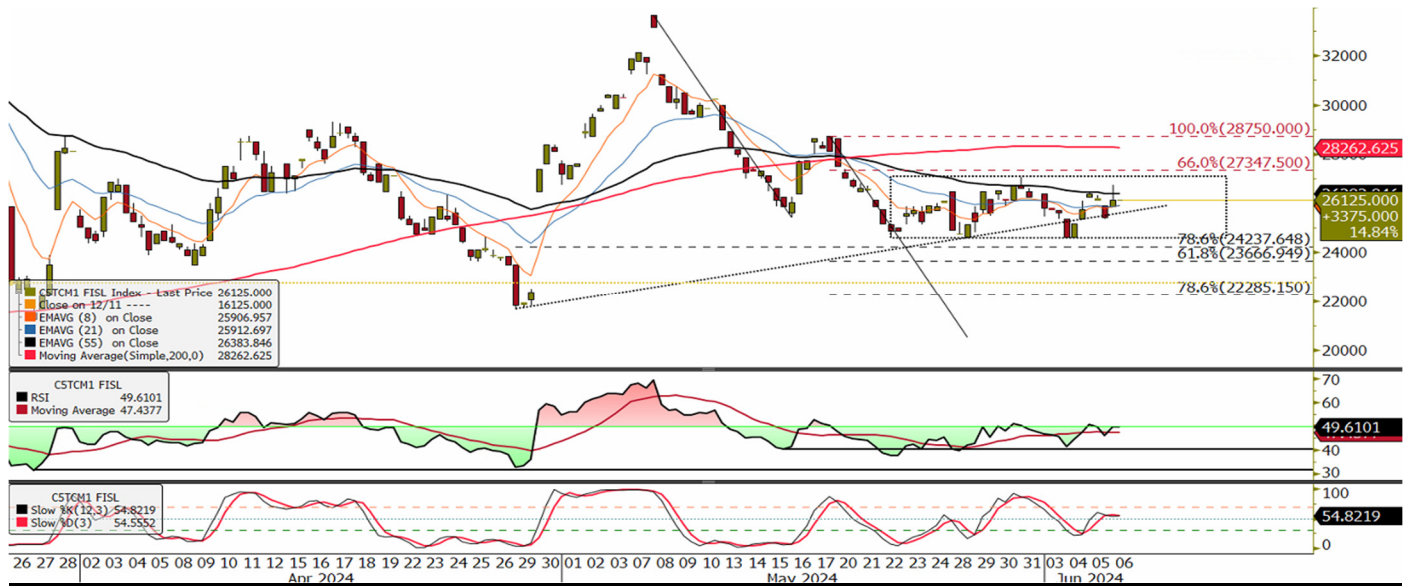 32000
30000
28000
24000
22000
20000
100.0%(28750.000)
28262.625
66.0%(27347.500)
26125.000
+3375.000
14.84%
78.6%(24237.648)
61.8%(23666.949)
78.6%(22285.150)
C5TCM1 FISL Index - Last Price 26125.000
Close on 12/11 ---- 16125.000
EMAVG (8) on Close 25906.957
EMAVG (21) on Close 25912.697
EMAVG (55) on Close 26383.846
Moving Average(Simple,200,0) 28262.625
C5TCM1 FISL
RSI 49.6101
Moving Average 47.4377
70
60
49.6101
40
30
C5TCM1 FISL
Slow %K(12,3) 54.8219
Slow %D(3) 54.5552
100
54.8219
0
26 27 28 02 03 04 05 08 09 10 11 12 15 16 17 18 19 22 23 24 25 26 29 30 01 02 03 07 08 09 10 13 14 15 16 17 20 21 22 23 24 28 29 30 31 03 04 05 06
Apr 2024 May 2024 Jun 2024